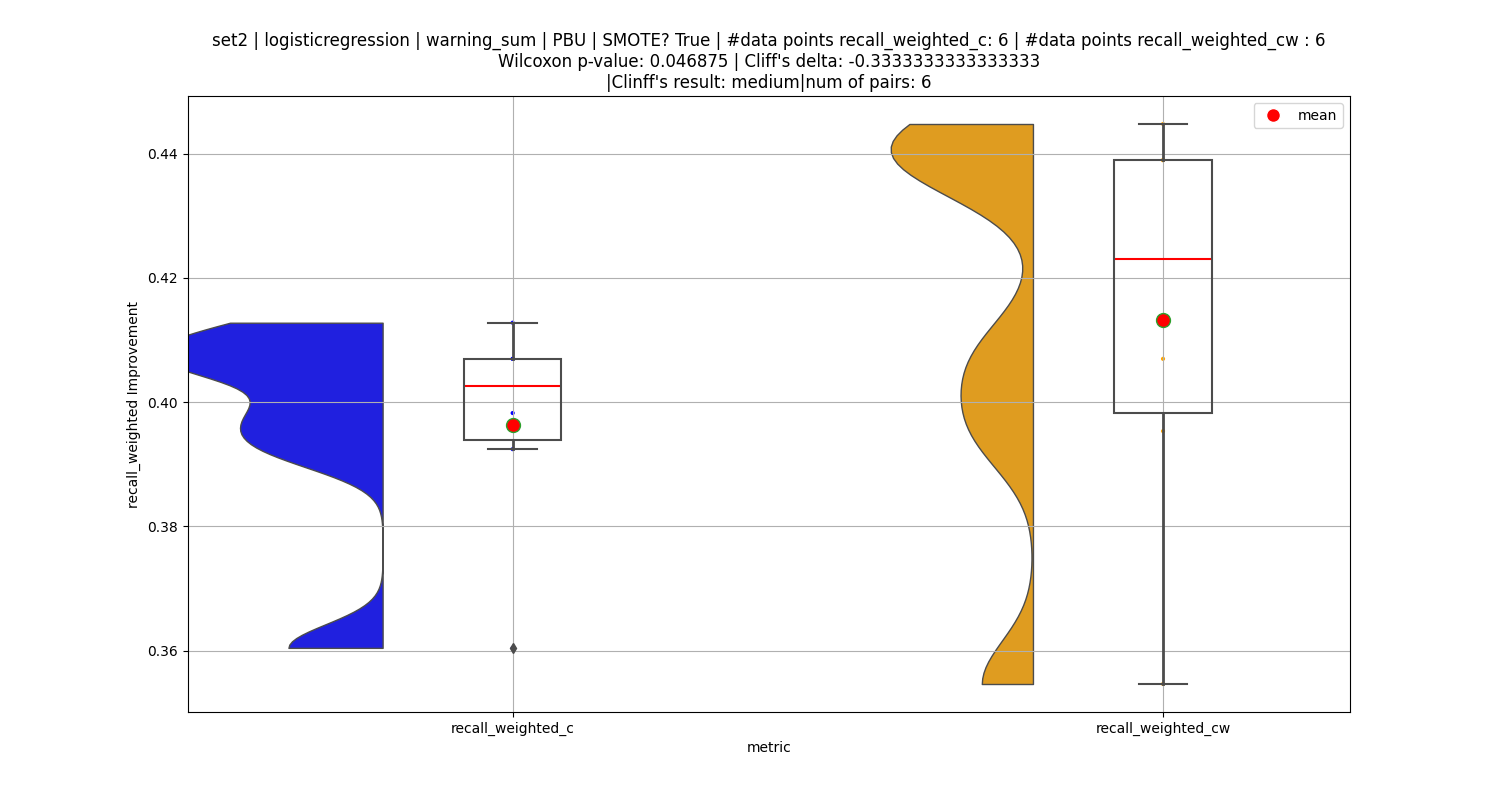 set2 | logisticregression | warning_sum | PBU | SMOTE? True | #data points recall_weighted_c: 6 | #data points recall_weighted_cw : 6
Wilcoxon p-value: 0.046875 | Cliff's delta: -0.3333333333333333
|Clinff's result: medium|num of pairs: 6
mean
0.44
0.42
0.40
0.38
0.36
recall_weighted Improvement
recall_weighted_c
recall_weighted_cw
metric